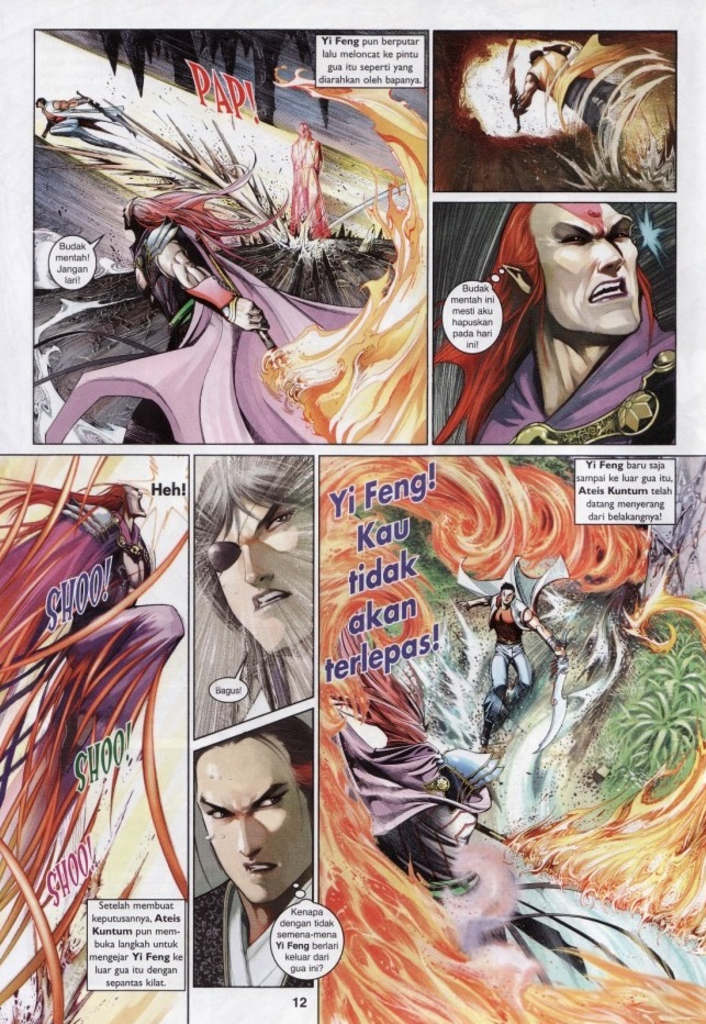 Yi Feng pun berputar
lalu meloncat ke pintu
gua itu seperti yang
diarahkan oleh bapanya.
PAP!
Budak
mentah!
Jangan
lari!
Budak
mentah ini
mesti aku
hapuskan
pada hari
ini!
Heh!
SHOO!
SHOO!
SHOO!
Setelah membuat
keputusannya, Ateis
Kuntum pun mem-
buka langkah untuk
mengejar Yi Feng ke
luar gua itu dengan
sepantas kilat.
Bagus!
Kenapa
dengan tidak
semena-mena
Yi Feng berlari
keluar dari
gua ini?
Yi Feng!
Kau
tidak
akan
terlepas!
Yi Feng baru saja
sampai ke luar gua itu,
Ateis Kuntum telah
datang menyerang
dari belakangnya!
12